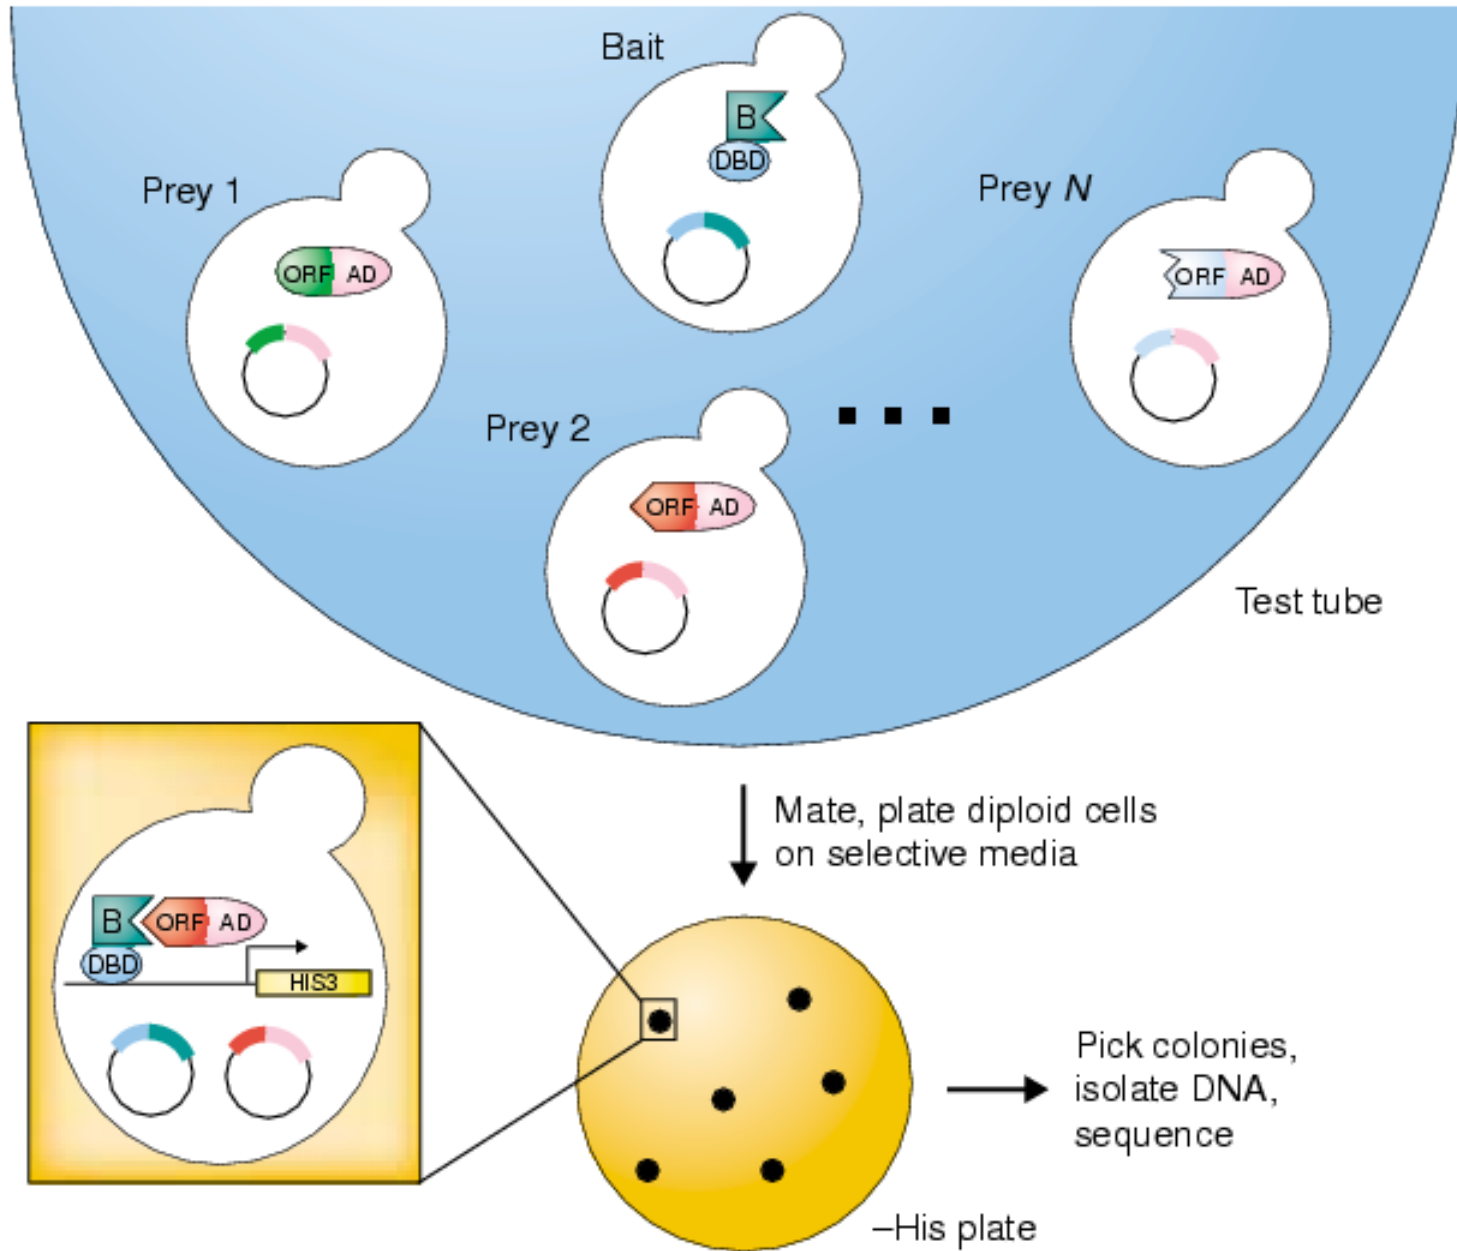 Bait
B
DBD
Prey 1
ORF AD
Prey N
ORF AD
Prey 2
ORF AD
Test tube
Mate, plate diploid cells
on selective media
B ORF AD
DBD
HIS3
Pick colonies,
isolate DNA,
sequence
–His plate